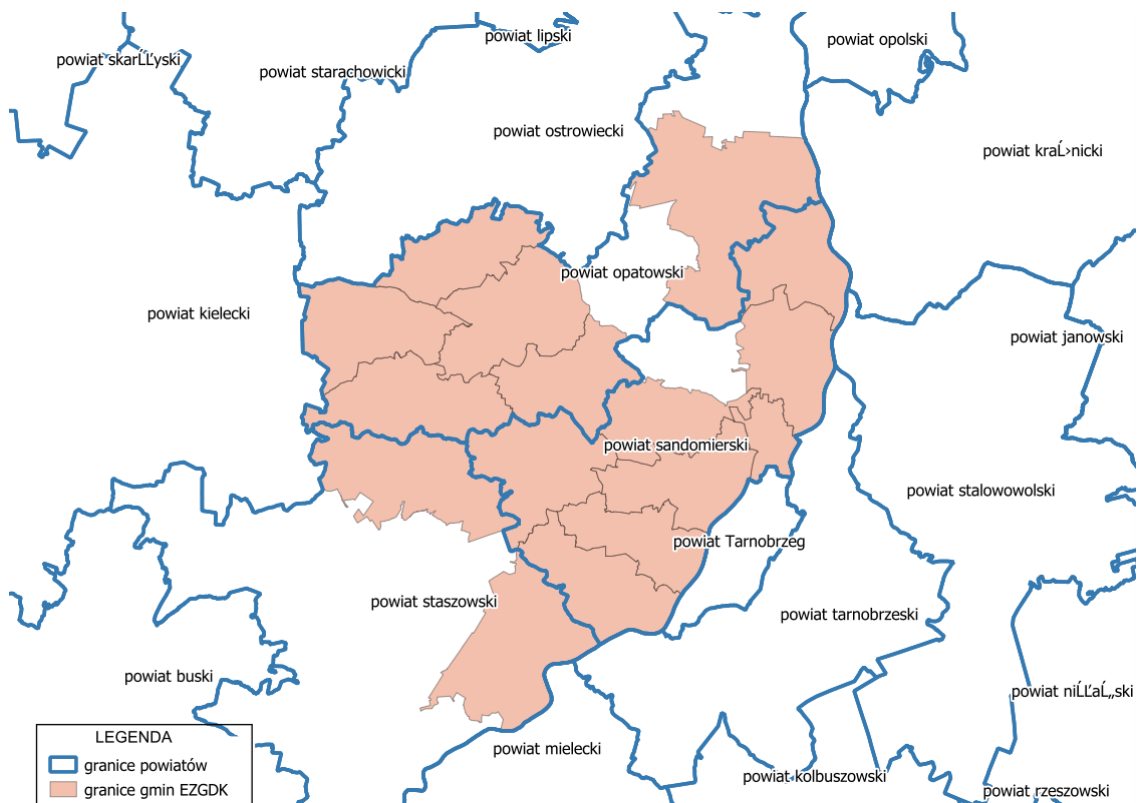 powiat lipski
powiat opolski
powiat skarĹĽyski
powiat starachowicki
powiat ostrowiecki
powiat kraĹ›nicki
powiat opatowski
powiat kielecki
powiat janowski
powiat sandomierski
powiat stalowowolski
powiat Tarnobrzeg
powiat staszowski
powiat tarnobrzeski
powiat buski
powiat niĹĽaĹ„ski
LEGENDA
granice powiatów
granice gmin EZGDK
powiat mielecki
powiat kolbuszowski
powiat rzeszowski